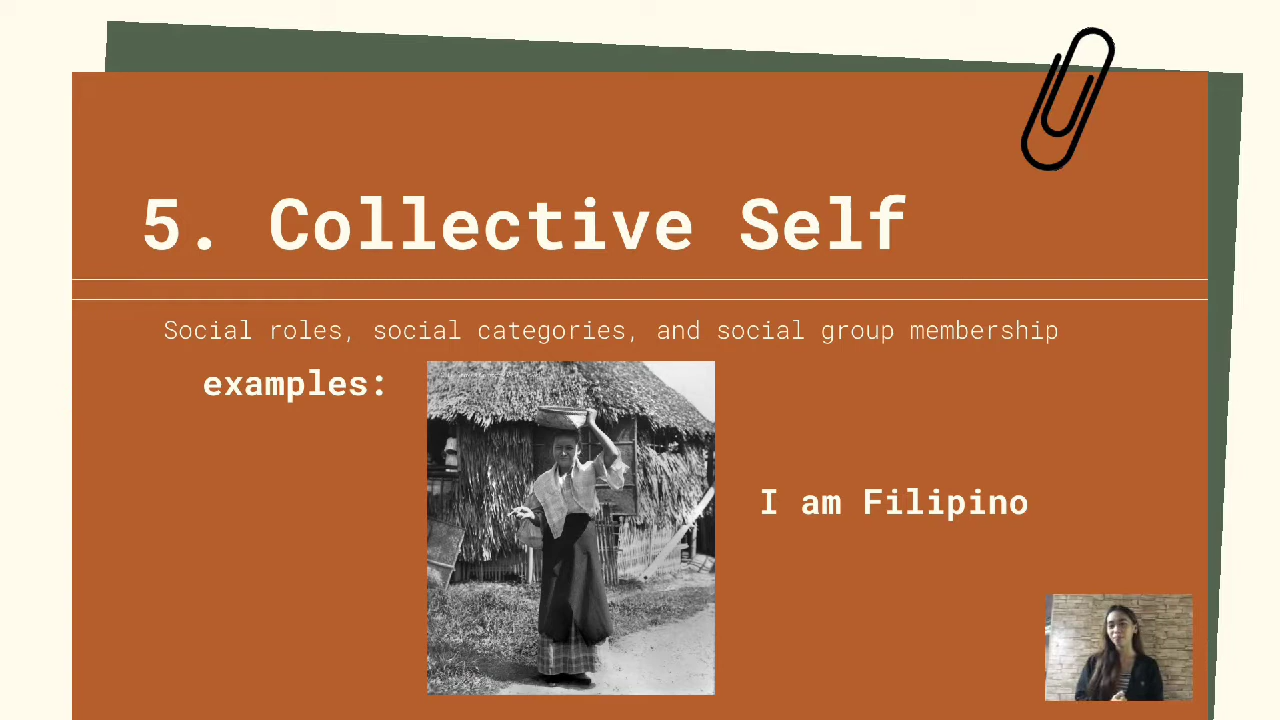 5. Collective Self
Social roles, social categories, and social group membership
examples:
I am Filipino